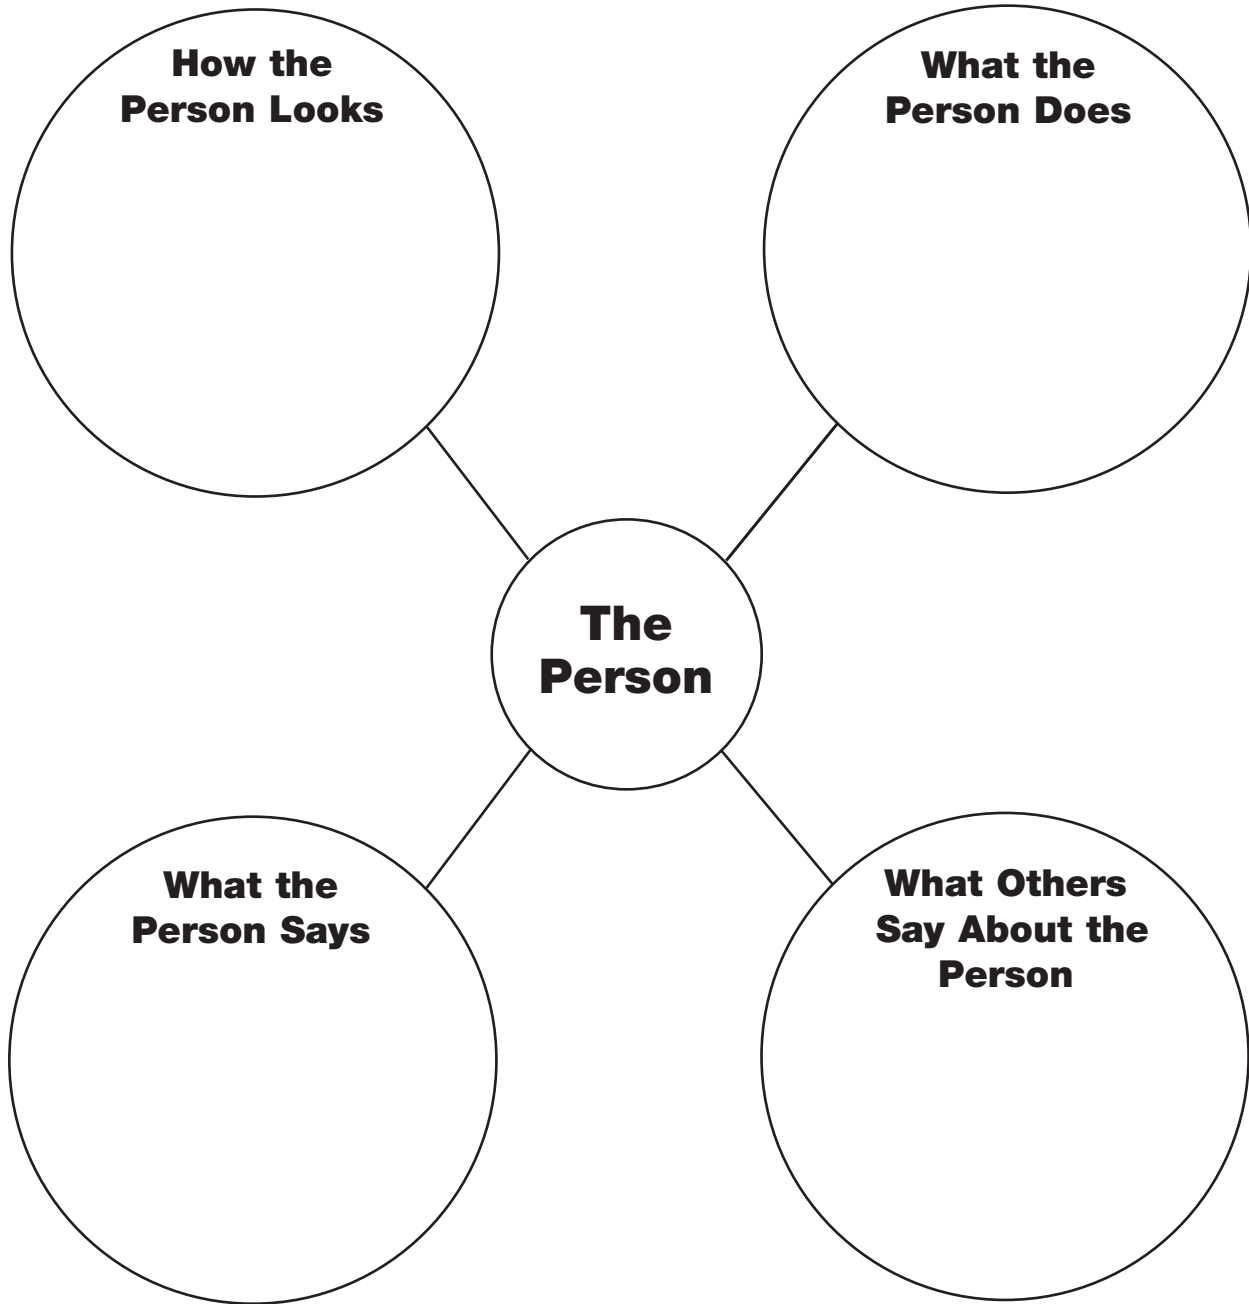 How the
Person Looks
What the
Person Does
The
Person
What the
Person Says
What Others
Say About the
Person